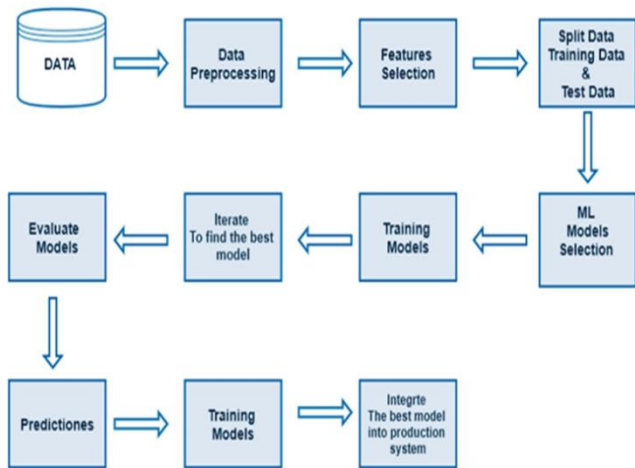 DATA
Data
Preprocessing
Features
Selection
Split Data
Training Data
&
Test Data
ML
Models
Selection
Training
Models
Iterate
To find the best
model
Evaluate
Models
Predictiones
Training
Models
Integrte
The best model
into production
system